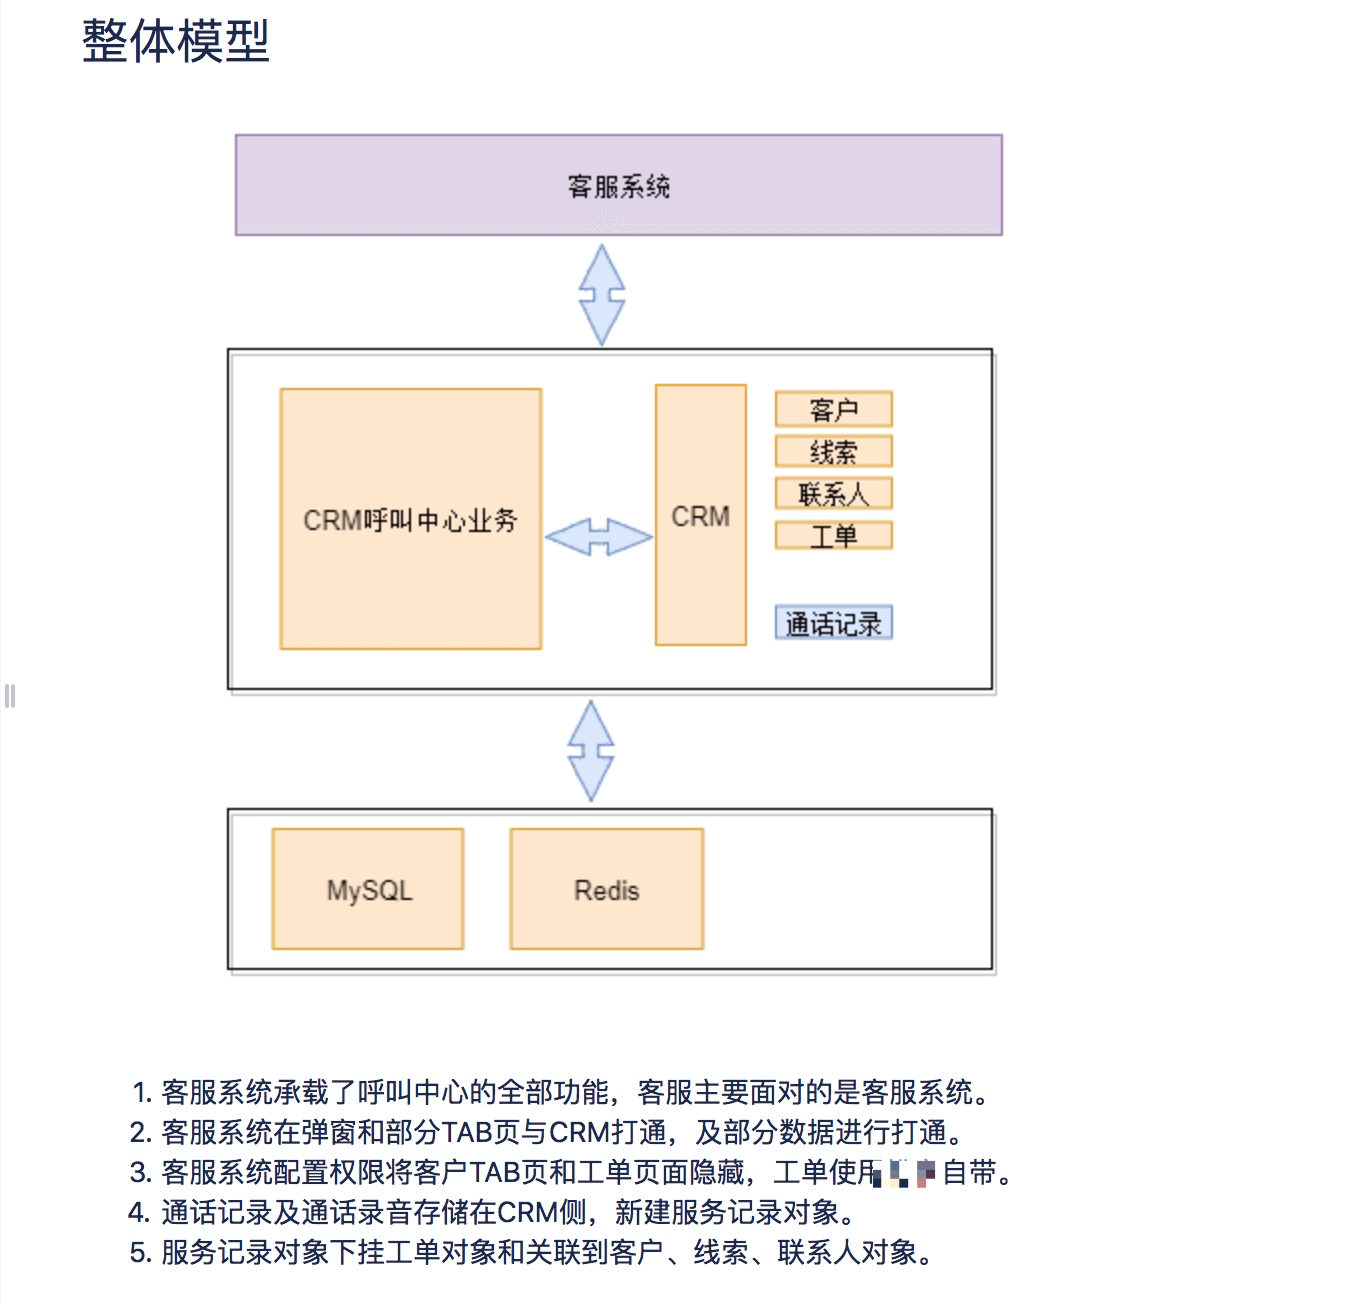 整体模型
客服系统
CRM呼叫中心业务
CRM
客户
线索
联系人
工单
通话记录
MySQL
Redis
1. 客服系统承载了呼叫中心的全部功能，客服主要面对的是客服系统。
2. 客服系统在弹窗和部分TAB页与CRM打通，及部分数据进行打通。
3. 客服系统配置权限将客户TAB页和工单页面隐藏，工单使用 自带。
4. 通话记录及通话录音存储在CRM侧，新建服务记录对象。
5. 服务记录对象下挂工单对象和关联到客户、线索、联系人对象。